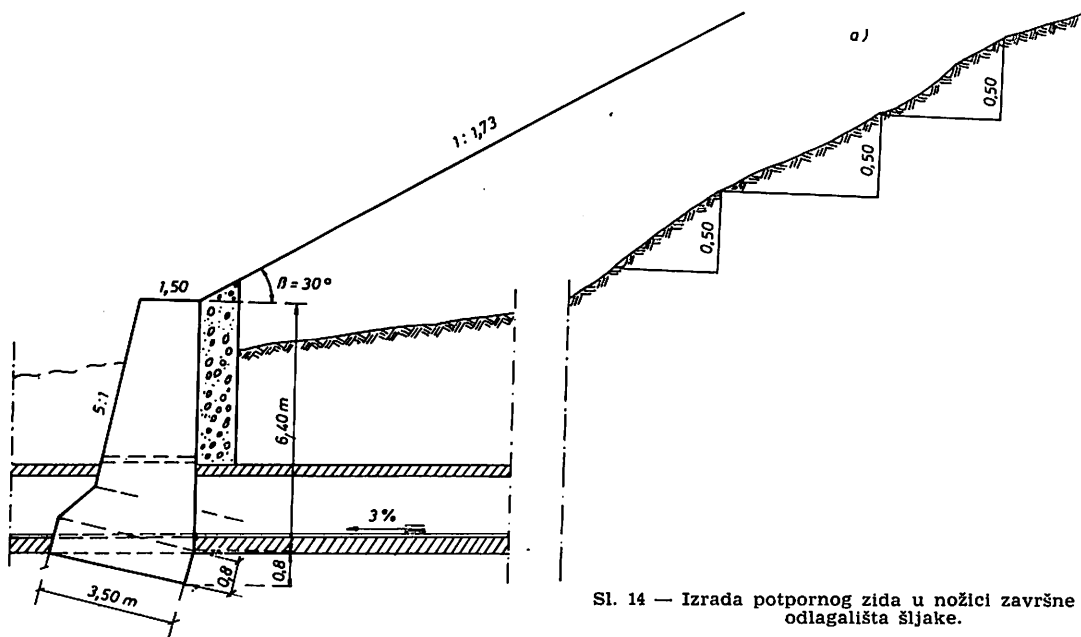 a)
0,50
1:1,73
0,50
0,50
1,50
β = 30°
5:1
6,40 m
3%
0,8
0,8
3,50 m
Sl. 14 — Izrada potpornog zida u nožici završne
odlagališta šljake.